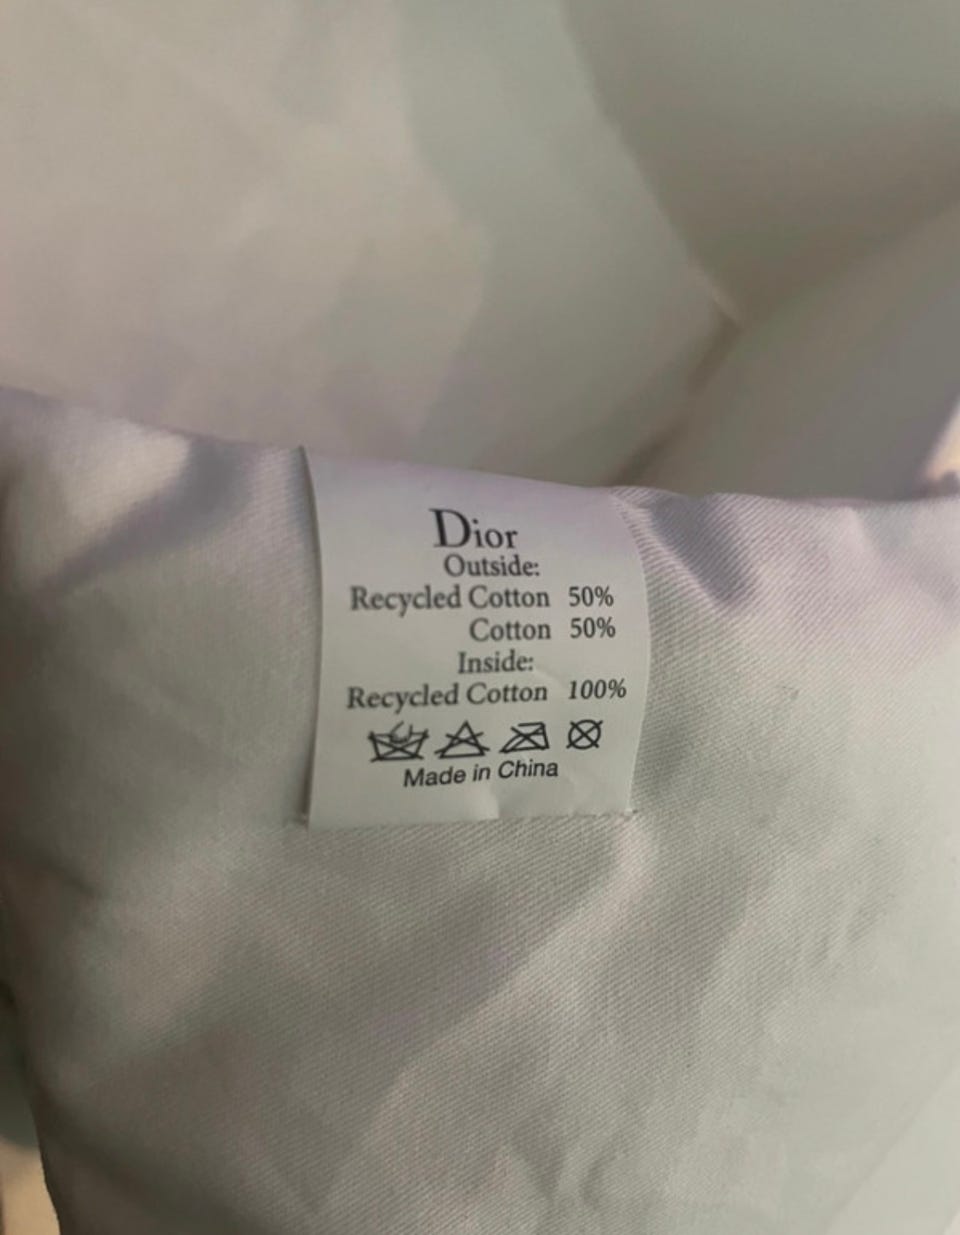 Dior
Outside:
Recycled Cotton 50%
Cotton 50%
Inside:
Recycled Cotton 100%
Made in China